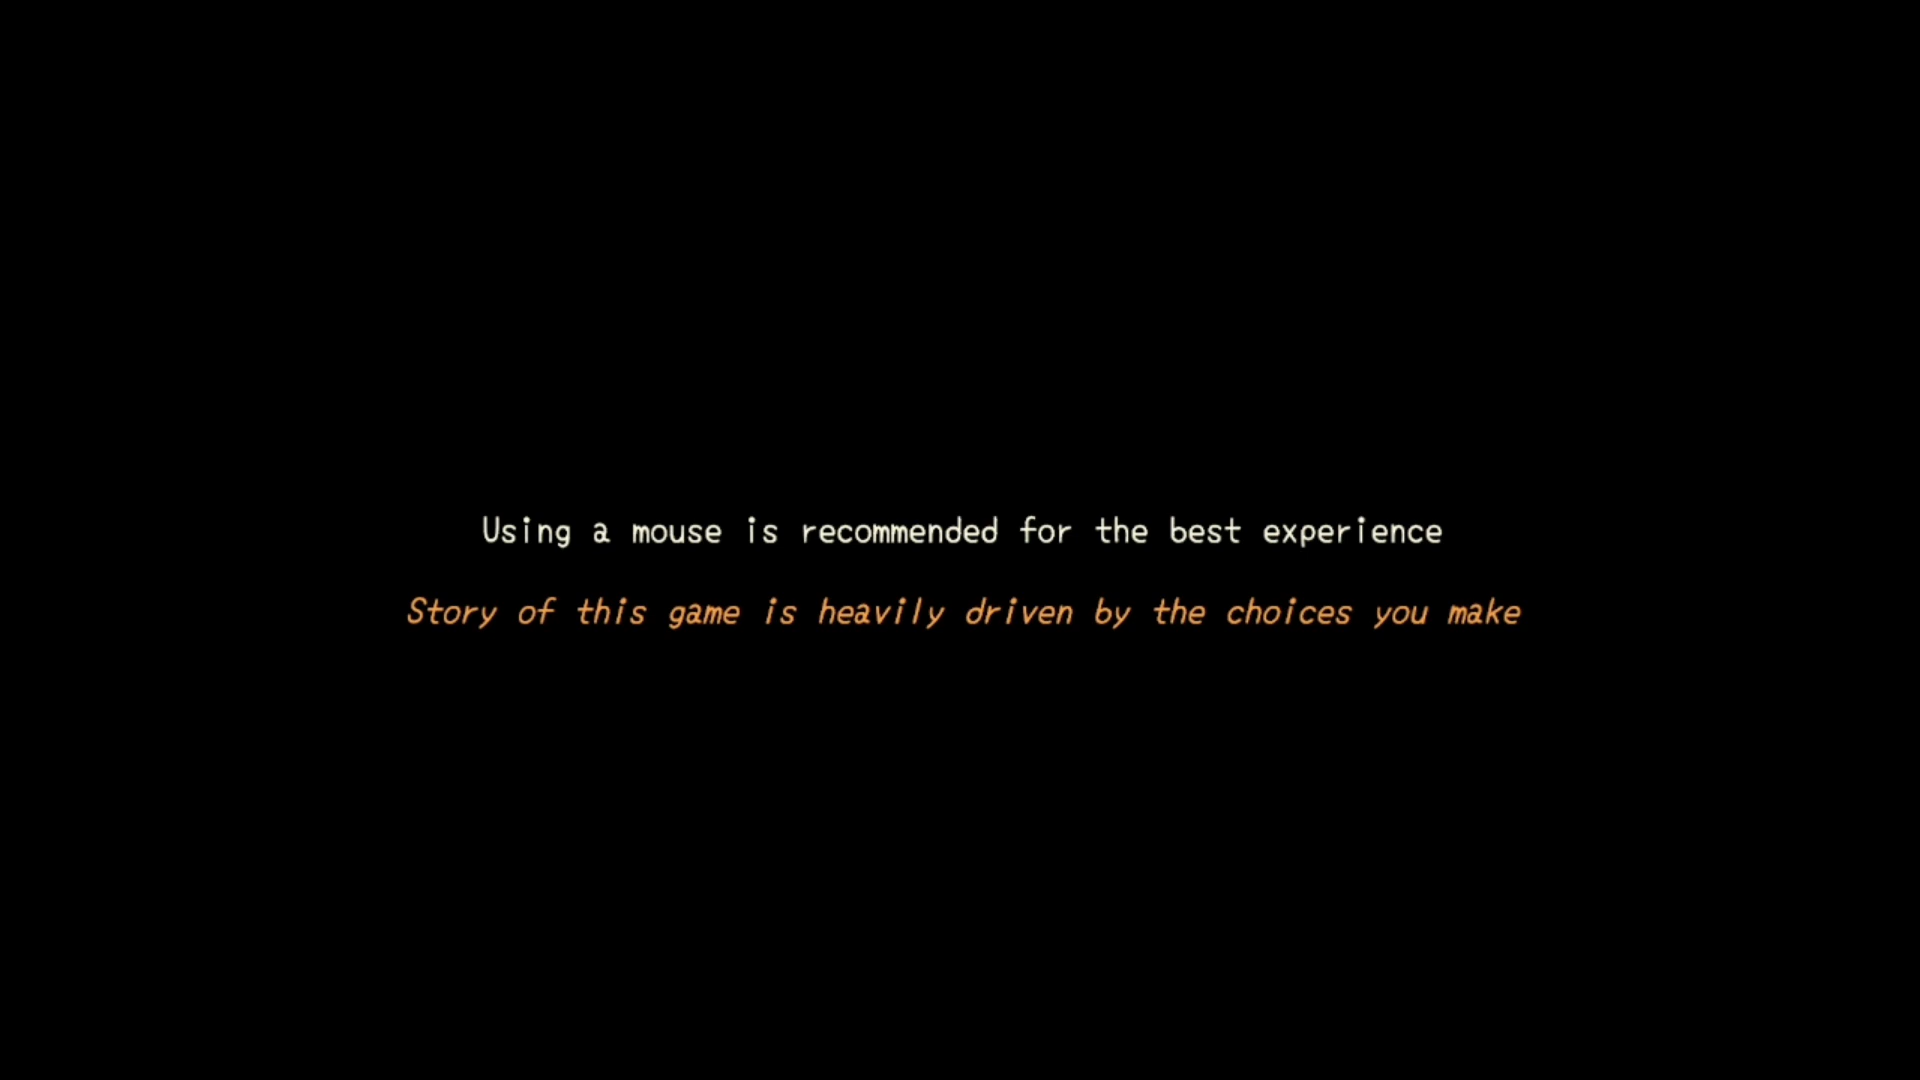 Using a mouse is recommended for the best experience
Story of this game is heavily driven by the choices you make